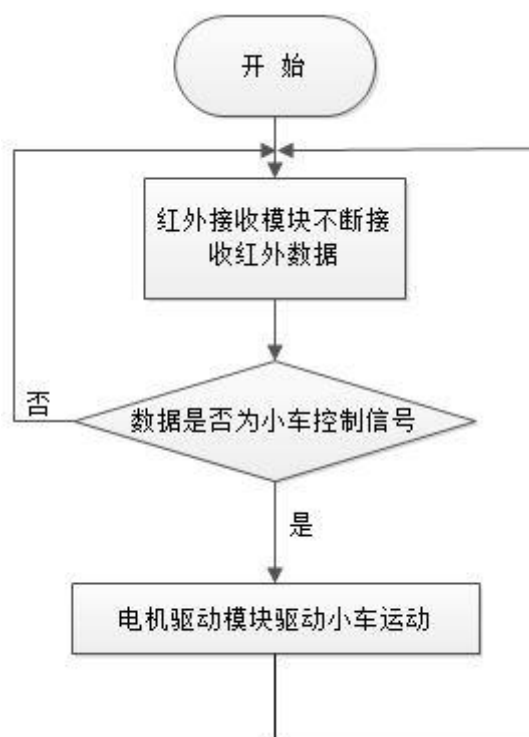 开 始
红外接收模块不断接
收红外数据
数据是否为小车控制信号
否
是
电机驱动模块驱动小车运动